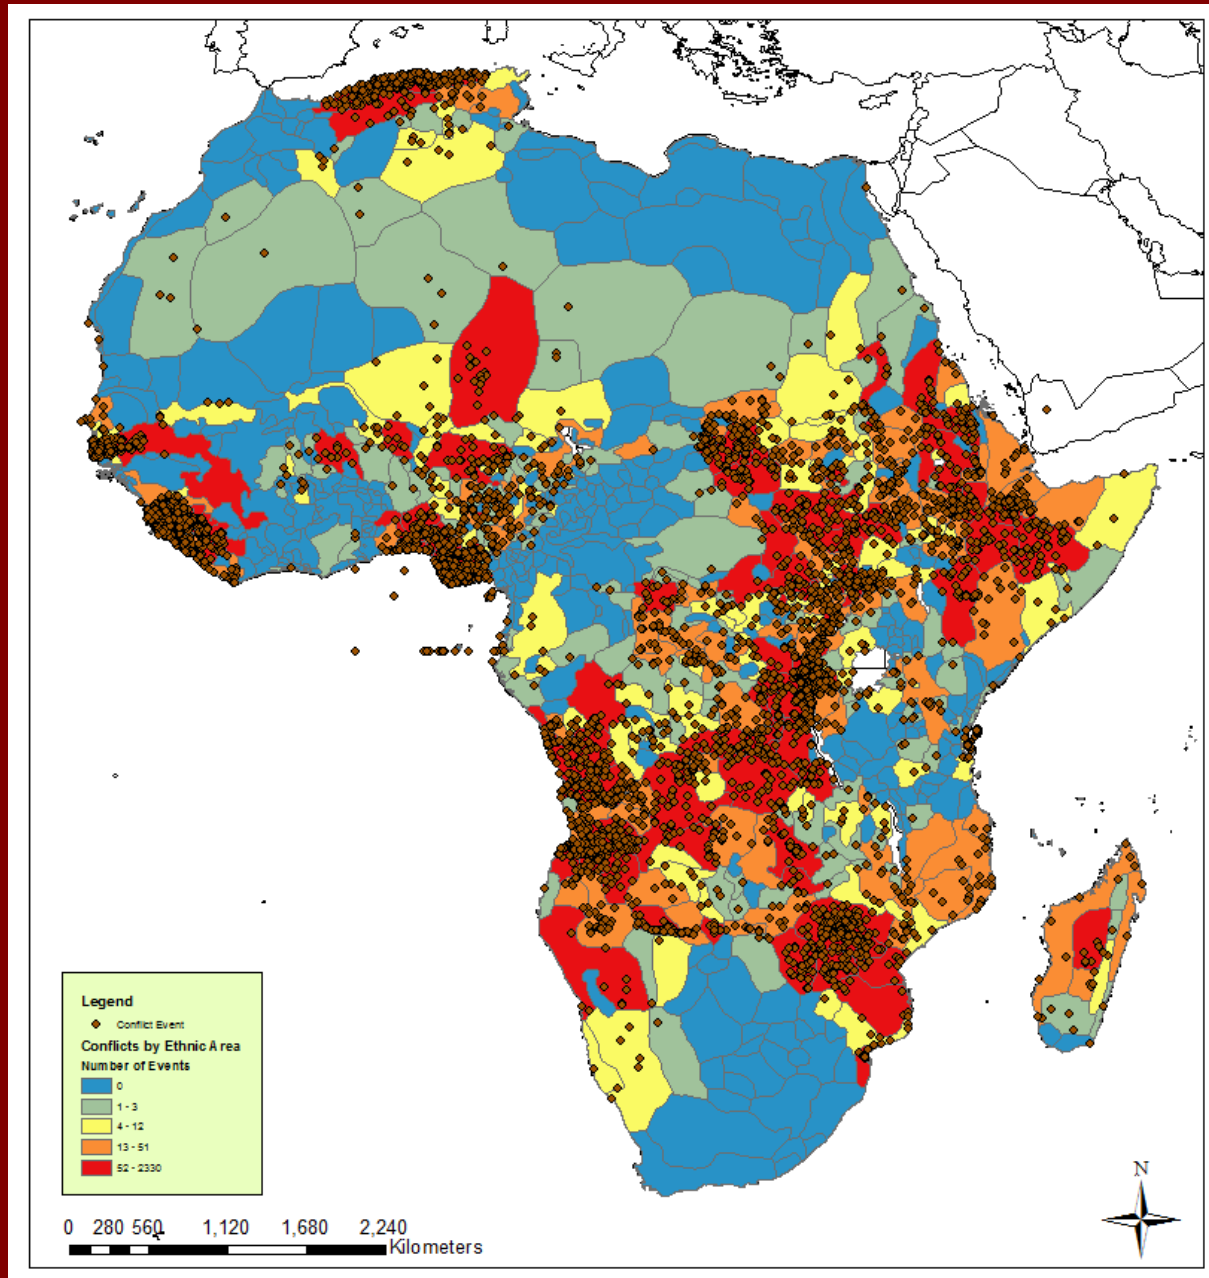 Legend
Conflict Event
Conflicts by Ethnic Area
Number of Events
0
1 - 3
4 - 12
13 - 51
52 - 2330
N
0 280 560 1,120 1,680 2,240
Kilometers